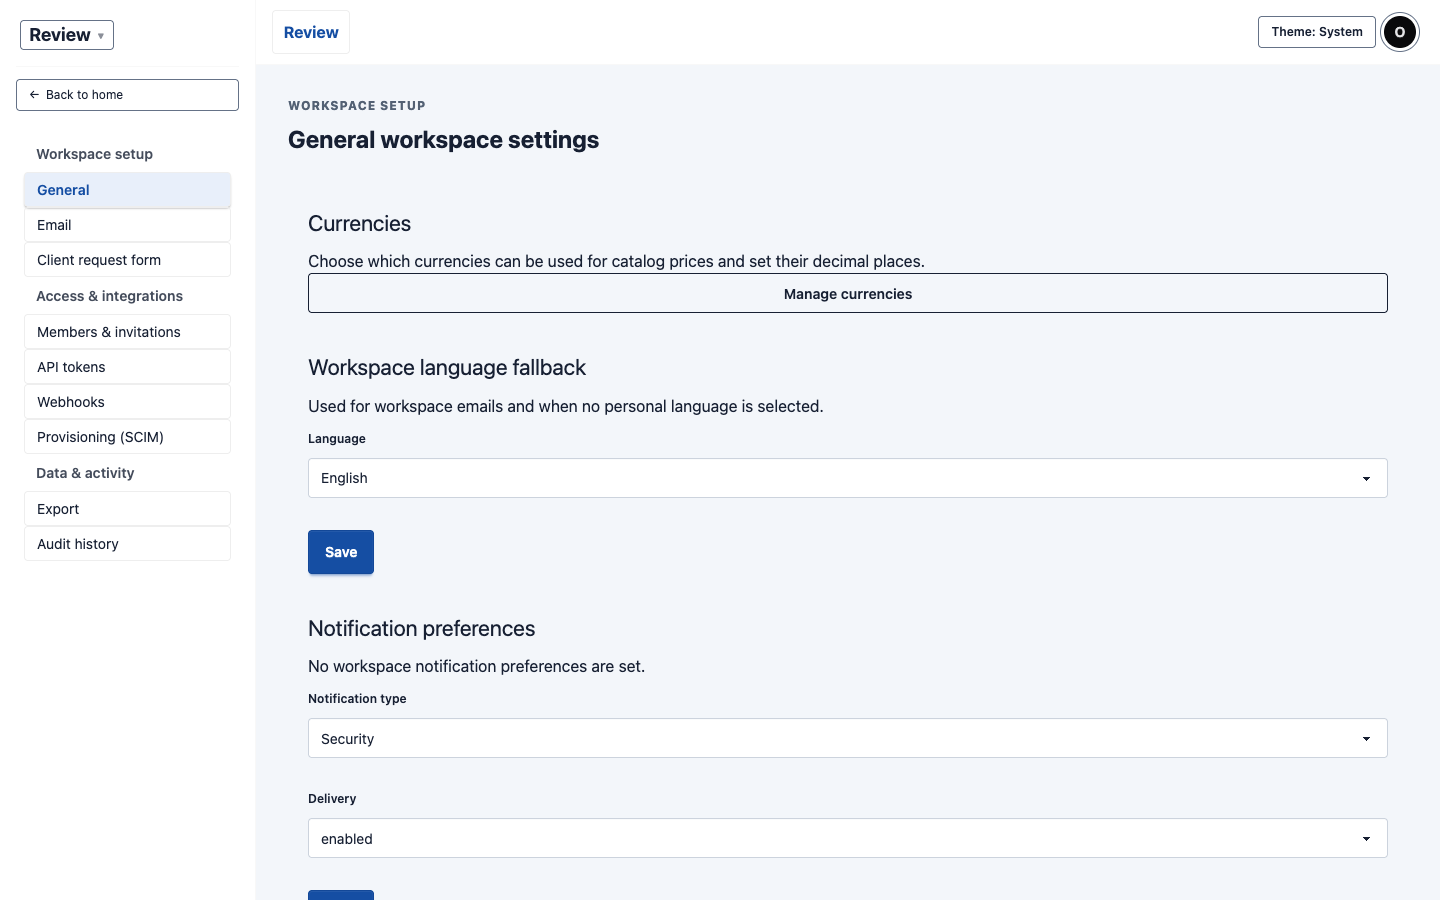 Review ▾
Review
Theme: System
O
← Back to home
Workspace setup
General
Email
Client request form
Access & integrations
Members & invitations
API tokens
Webhooks
Provisioning (SCIM)
Data & activity
Export
Audit history
WORKSPACE SETUP
General workspace settings
Currencies
Choose which currencies can be used for catalog prices and set their decimal places.
Manage currencies
Workspace language fallback
Used for workspace emails and when no personal language is selected.
Language
English
Save
Notification preferences
No workspace notification preferences are set.
Notification type
Security
Delivery
enabled